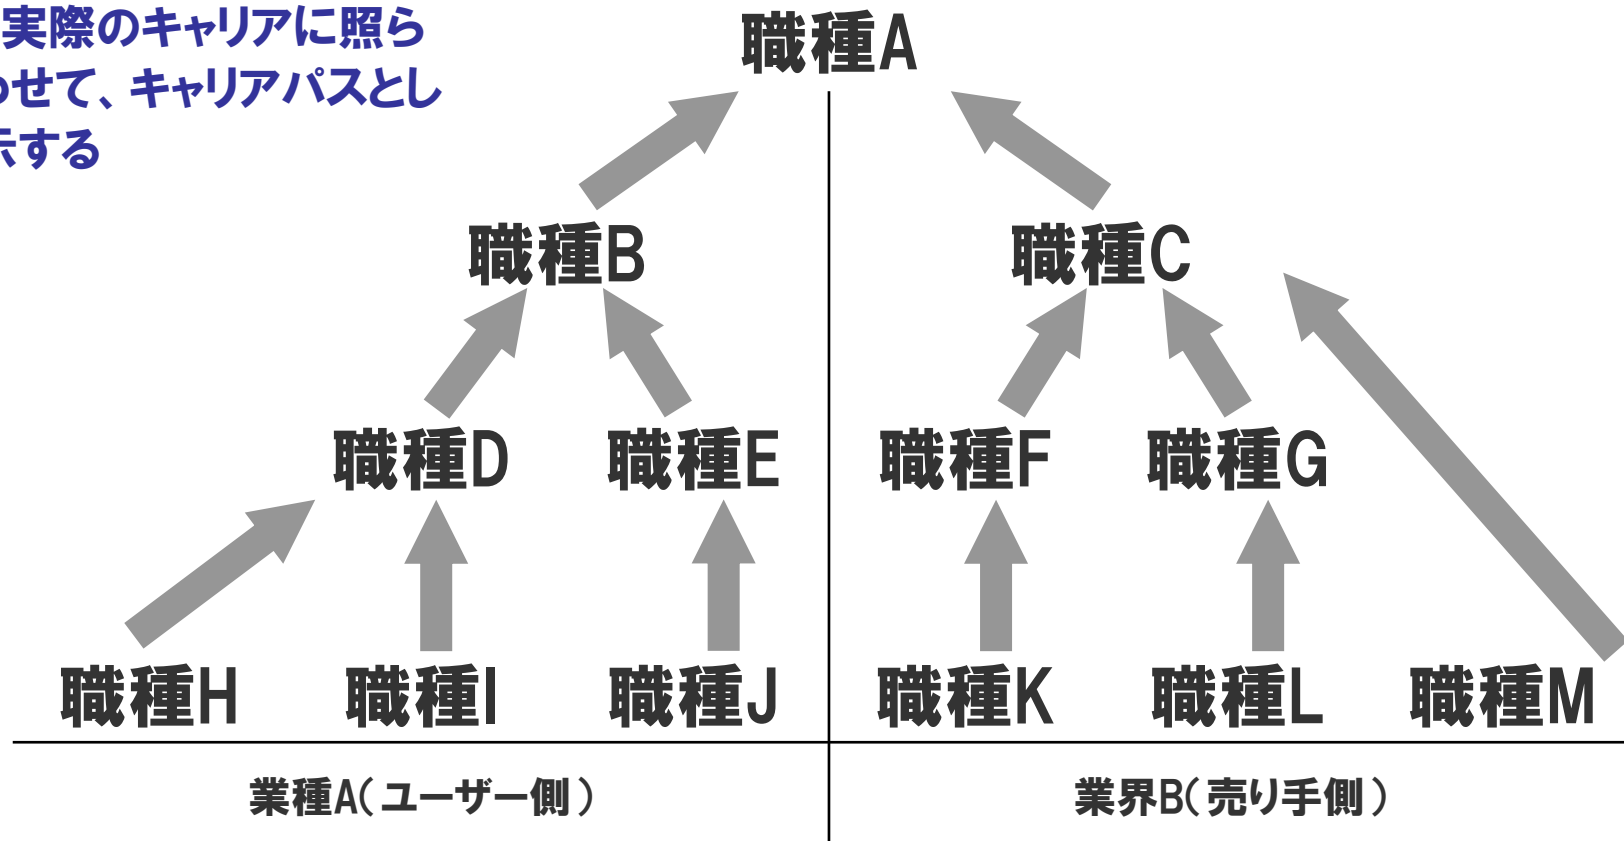 実際のキャリアに照ら
わせて、キャリアパスとし
示する
職種A
職種B
職種C
職種D
職種E
職種F
職種G
職種H
職種I
職種J
職種K
職種L
職種M
業種A(ユーザー側)
業界B(売り手側)